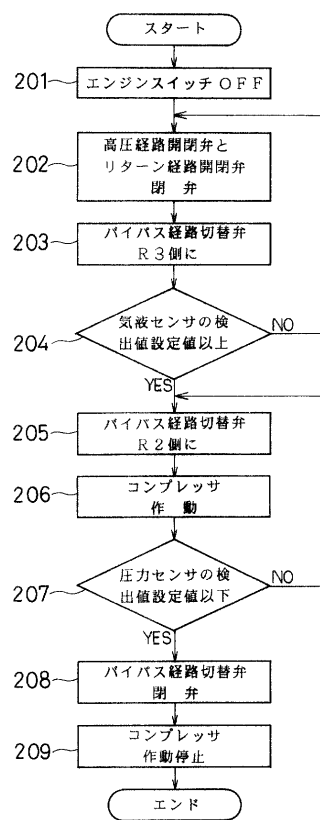 スタート
201
エンジンスイッチOFF
202
高圧経路開閉弁と
リターン経路開閉弁
閉 弁
203
バイパス経路切替弁
R3側に
204
気液センサの検
出値設定値以上
NO
YES
205
バイパス経路切替弁
R2側に
206
コンプレッサ
作 動
207
圧力センサの検
出値設定値以下
NO
YES
208
バイパス経路切替弁
閉 弁
209
コンプレッサ
作動停止
エンド